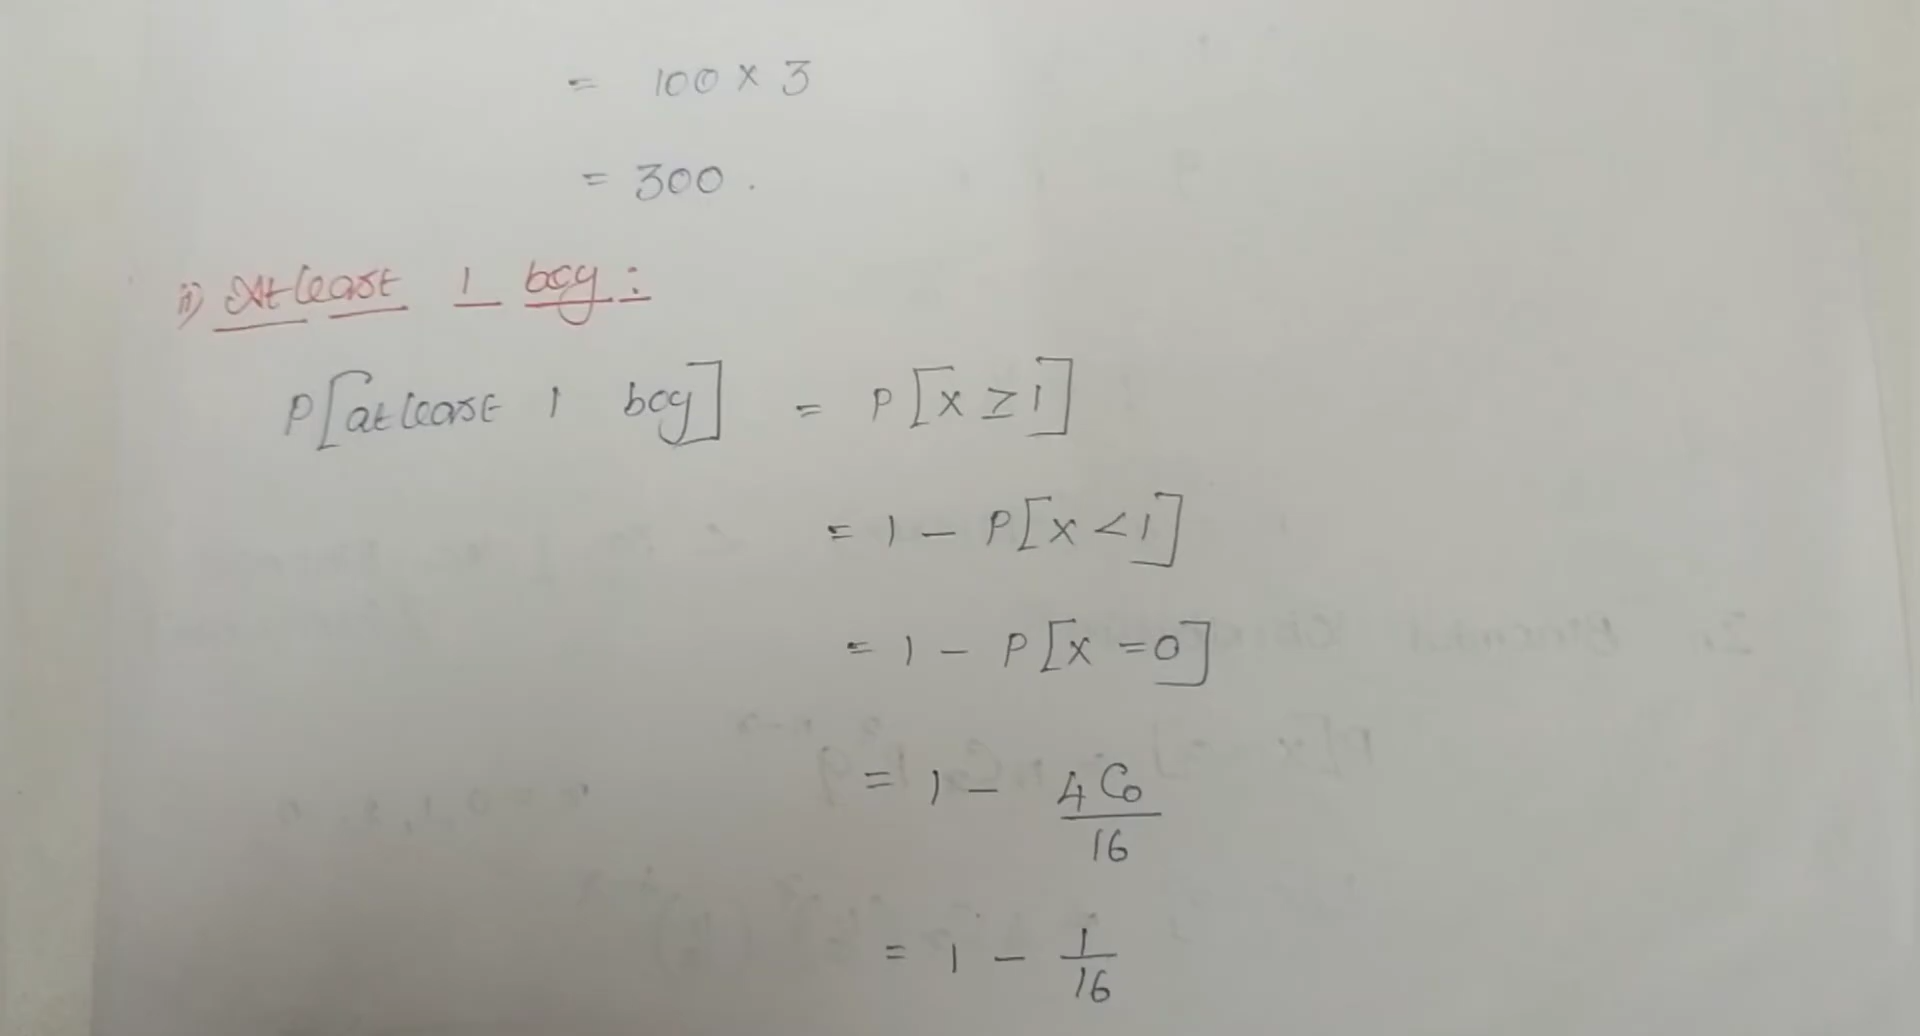 = 100 × 3
= 300.
ii) Atleast 1 boy:
P[atleast 1 boy] = P[x ≥ 1]
= 1 - P[x < 1]
= 1 - P[x = 0]
= 1 - 4C₀/16
= 1 - 1/16